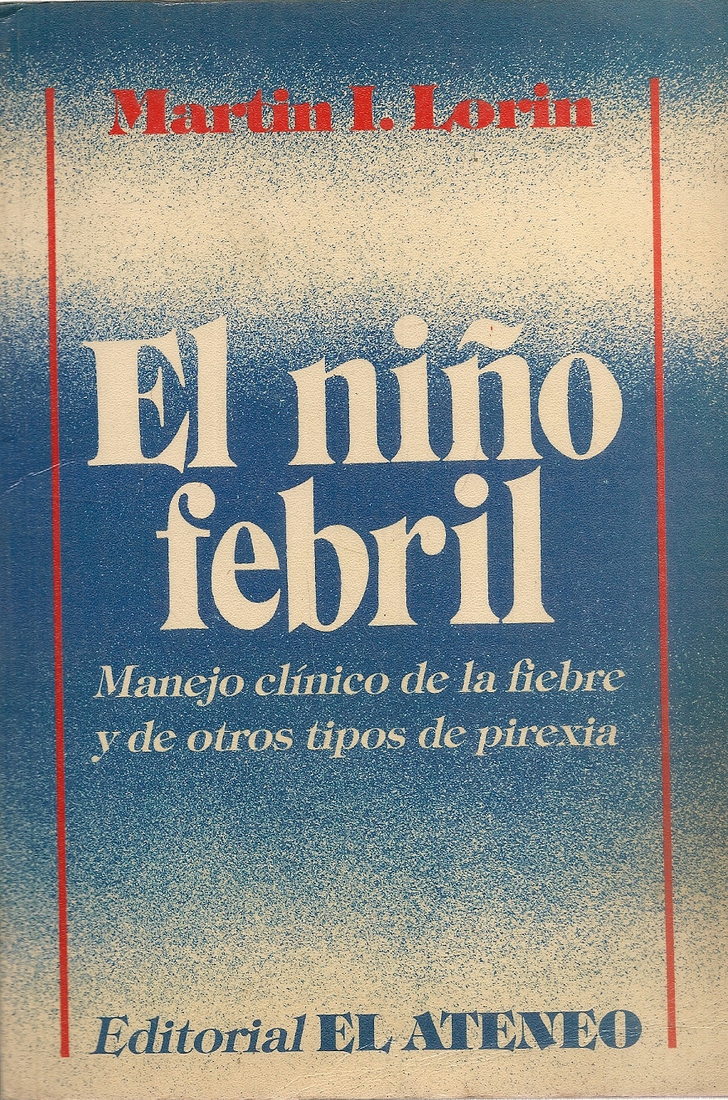 Martin I. Lorin
El niño
febril
Manejo clínico de la fiebre
y de otros tipos de pirexia
Editorial EL ATENEO